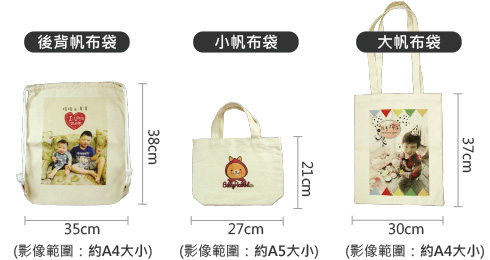 後背帆布袋
小帆布袋
大帆布袋
38cm
21cm
37cm
35cm
27cm
30cm
(影像範圍：約A4大小)
(影像範圍：約A5大小)
(影像範圍：約A4大小)